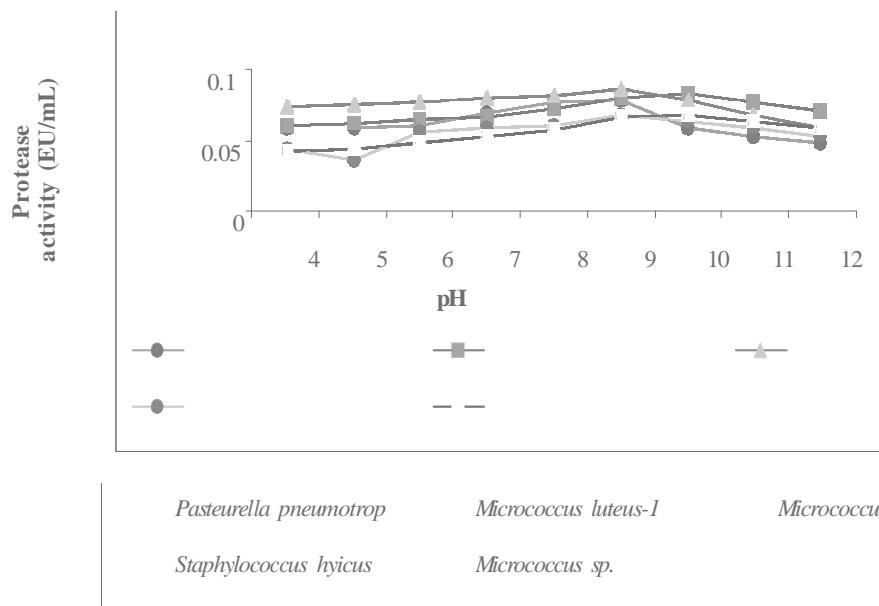 Protease
activity (EU/mL)
0.1
0.05
0
4 5 6 7 8 9 10 11 12
pH
Pasteurella pneumotrop Micrococcus luteus-1 Micrococcu
Staphylococcus hyicus Micrococcus sp.